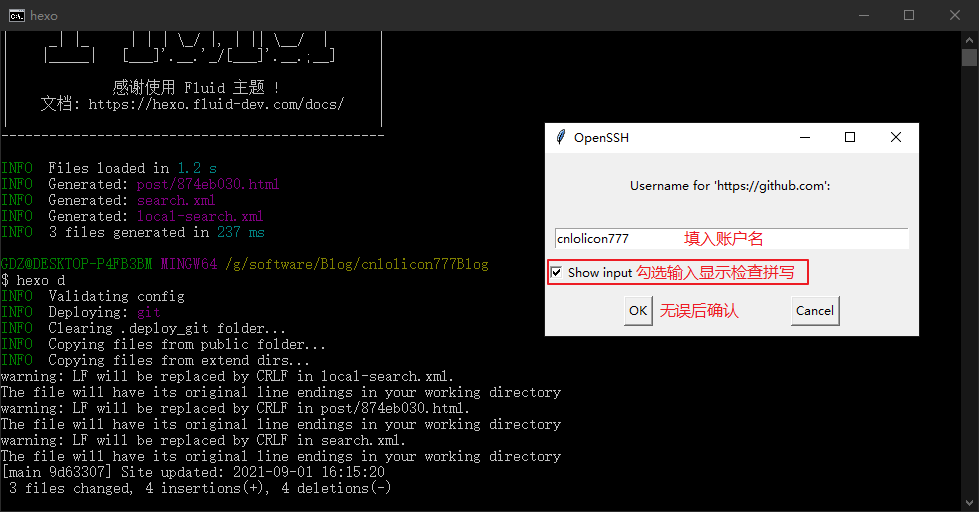 hexo
感谢使用 Fluid 主题 !
文档: https://hexo.fluid-dev.com/docs/
INFO  Files loaded in 1.2 s
INFO  Generated: post/874eb030.html
INFO  Generated: search.xml
INFO  Generated: local-search.xml
INFO  3 files generated in 237 ms
GDZ@DESKTOP-P4FB3BM MINGW64 /g/software/Blog/cnlolicon777Blog
$ hexo d
INFO  Validating config
INFO  Deploying: git
INFO  Clearing .deploy_git folder...
INFO  Copying files from public folder...
INFO  Copying files from extend dirs...
warning: LF will be replaced by CRLF in local-search.xml.
The file will have its original line endings in your working directory
warning: LF will be replaced by CRLF in post/874eb030.html.
The file will have its original line endings in your working directory
warning: LF will be replaced by CRLF in search.xml.
The file will have its original line endings in your working directory
[main 9d63307] Site updated: 2021-09-01 16:15:20
3 files changed, 4 insertions(+), 4 deletions(-)
OpenSSH
Username for 'https://github.com':
cnlolicon777 填入账户名
Show input 勾选输入显示检查拼写
OK 无误后确认 Cancel